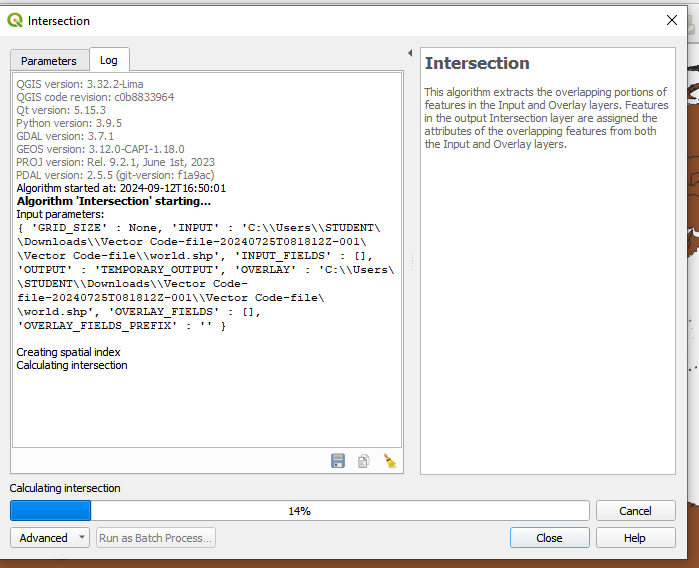 Intersection
Parameters
Log
QGIS version: 3.32.2-Lima
QGIS code revision: c0b8833964
Qt version: 5.15.3
Python version: 3.9.5
GDAL version: 3.7.1
GEOS version: 3.12.0-CAPI-1.18.0
PROJ version: Rel. 9.2.1, June 1st, 2023
PDAL version: 2.5.5 (git-version: f1a9ac)
Algorithm started at: 2024-09-12T16:50:01
Algorithm 'Intersection' starting...
Input parameters:
{ 'GRID_SIZE' : None, 'INPUT' : 'C:\\Users\\STUDENT\
\Downloads\\Vector Code-file-20240725T081812Z-001\
\Vector Code-file\\world.shp', 'INPUT_FIELDS' : [],
'OUTPUT' : 'TEMPORARY_OUTPUT', 'OVERLAY' : 'C:\\Users\
\STUDENT\\Downloads\\Vector Code-
file-20240725T081812Z-001\\Vector Code-file\
\world.shp', 'OVERLAY_FIELDS' : [],
'OVERLAY_FIELDS_PREFIX' : '' }
Creating spatial index
Calculating intersection
Intersection
This algorithm extracts the overlapping portions of
features in the Input and Overlay layers. Features
in the output Intersection layer are assigned the
attributes of the overlapping features from both
the Input and Overlay layers.
Calculating intersection
14%
Cancel
Advanced
Run as Batch Process...
Close
Help